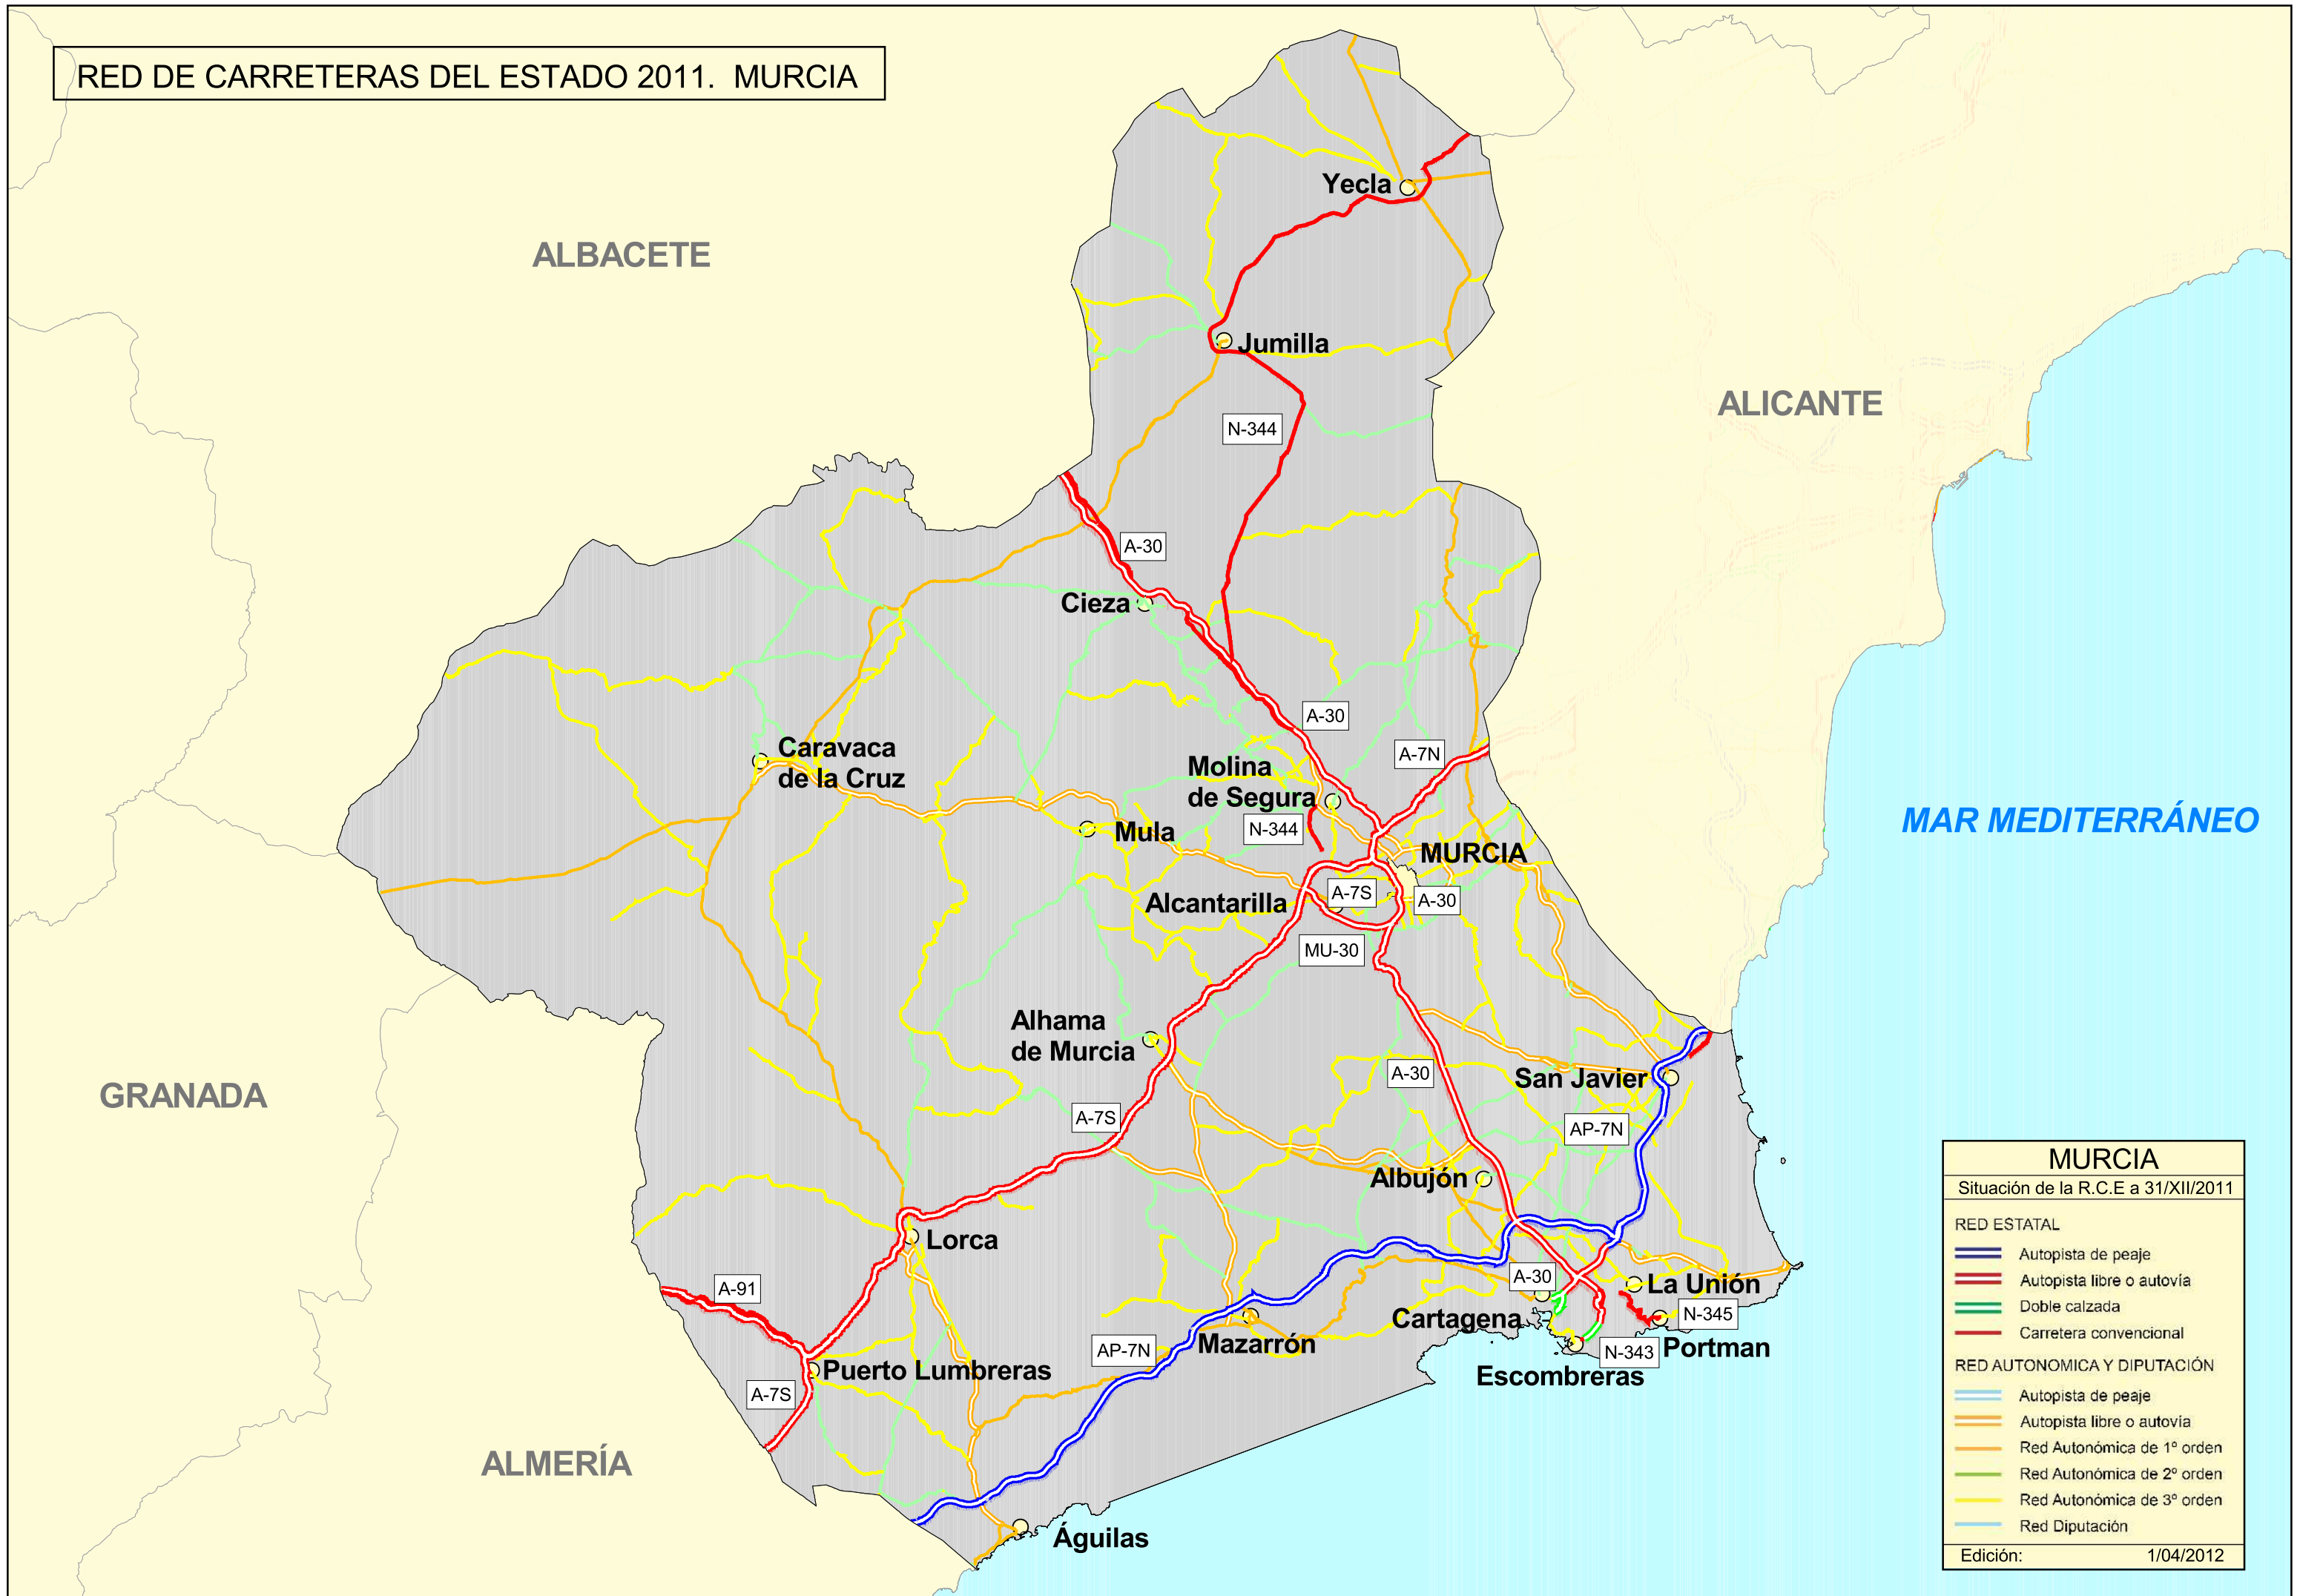 RED DE CARRETERAS DEL ESTADO 2011. MURCIA
Yecla
ALBACETE
Jumilla
ALICANTE
N-344
A-30
Cieza
A-30
Caravaca
de la Cruz
A-7N
Molina
de Segura
MAR MEDITERRÁNEO
Mula
N-344
MURCIA
A-7S
Alcantarilla
A-30
MU-30
Alhama
de Murcia
A-30
San Javier
GRANADA
A-7S
AP-7N
Albujón
Lorca
A-91
A-30
La Unión
Cartagena
N-345
Mazarrón
AP-7N
N-343
Portman
Puerto Lumbreras
Escombreras
A-7S
ALMERÍA
Águilas
MURCIA
Situación de la R.C.E a 31/XII/2011
RED ESTATAL
Autopista de peaje
Autopista libre o autovía
Doble calzada
Carretera convencional
RED AUTONOMICA Y DIPUTACIÓN
Autopista de peaje
Autopista libre o autovía
Red Autonómica de 1º orden
Red Autonómica de 2º orden
Red Autonómica de 3º orden
Red Diputación
Edición: 1/04/2012